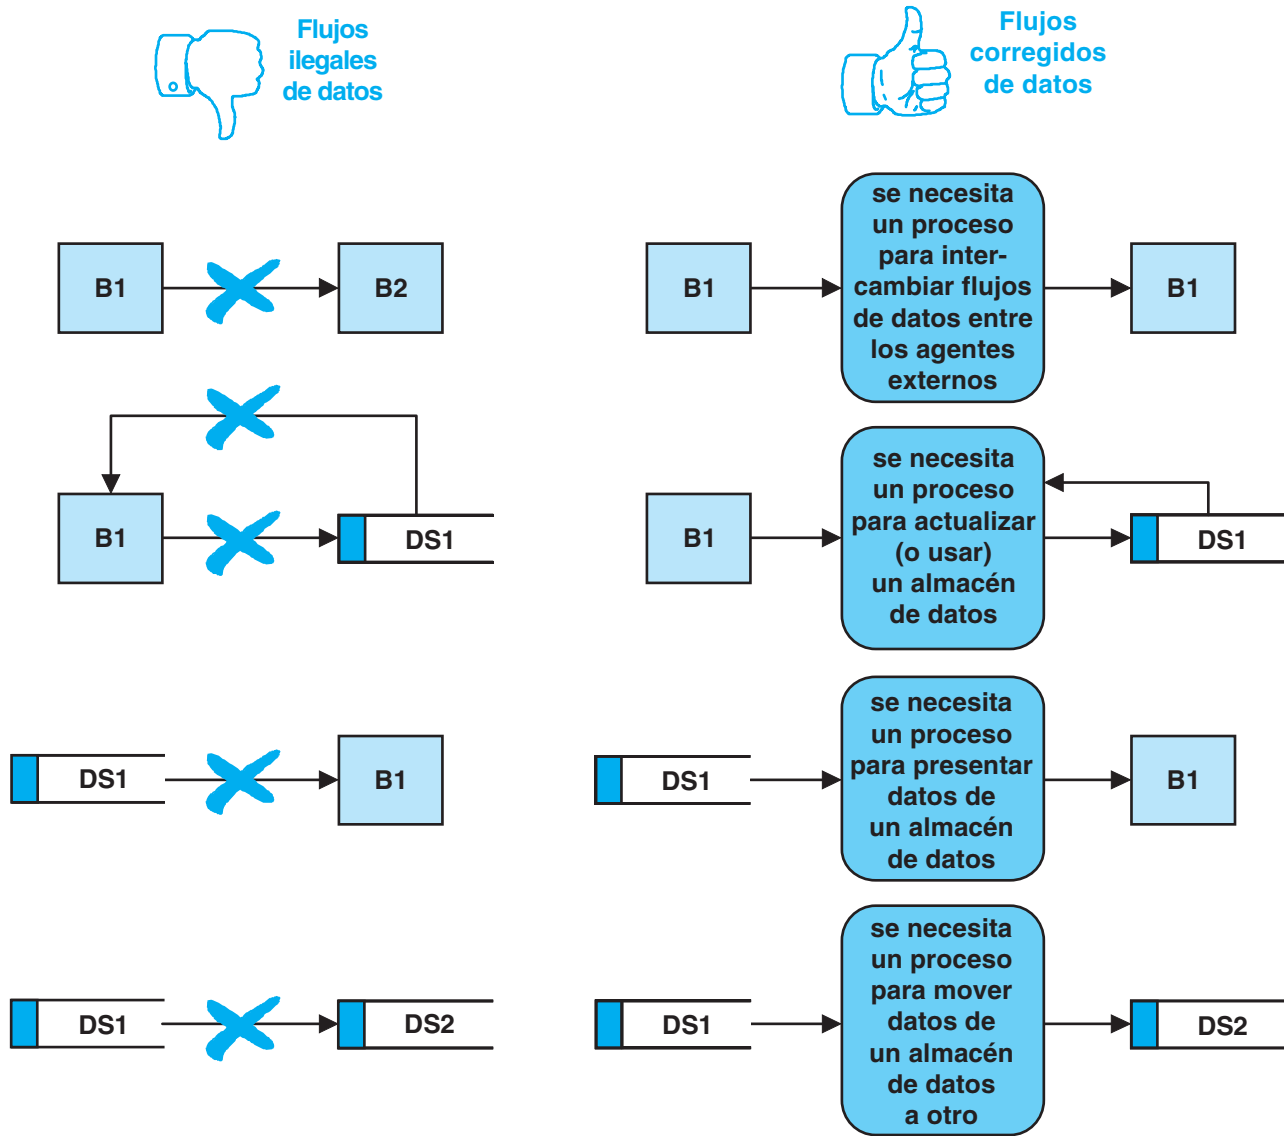 Flujos
ilegales
de datos
Flujos
corregidos
de datos
B1
B2
B1
se necesita
un proceso
para inter-
cambiar flujos
de datos entre
los agentes
externos
B1
B1
DS1
B1
se necesita
un proceso
para actualizar
(o usar)
un almacén
de datos
DS1
DS1
B1
DS1
se necesita
un proceso
para presentar
datos de
un almacén
de datos
B1
DS1
DS2
DS1
se necesita
un proceso
para mover
datos de
un almacén
de datos
a otro
DS2